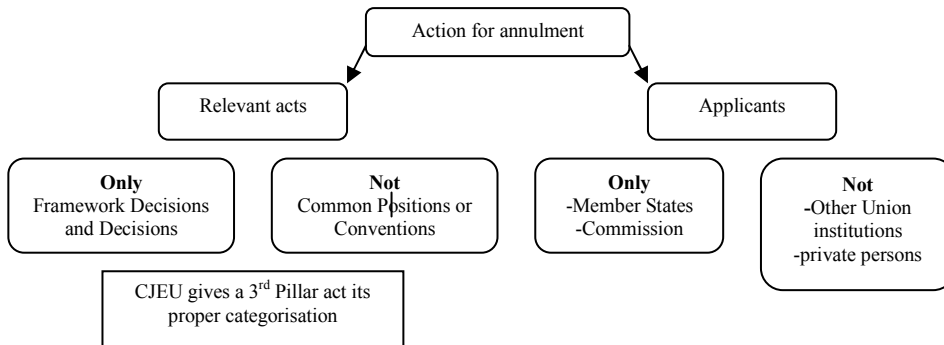 Action for annulment
Relevant acts
Applicants
Only
Framework Decisions
and Decisions
Not
Common Positions or
Conventions
Only
-Member States
-Commission
Not
-Other Union
institutions
-private persons
CJEU gives a 3rd Pillar act its
proper categorisation